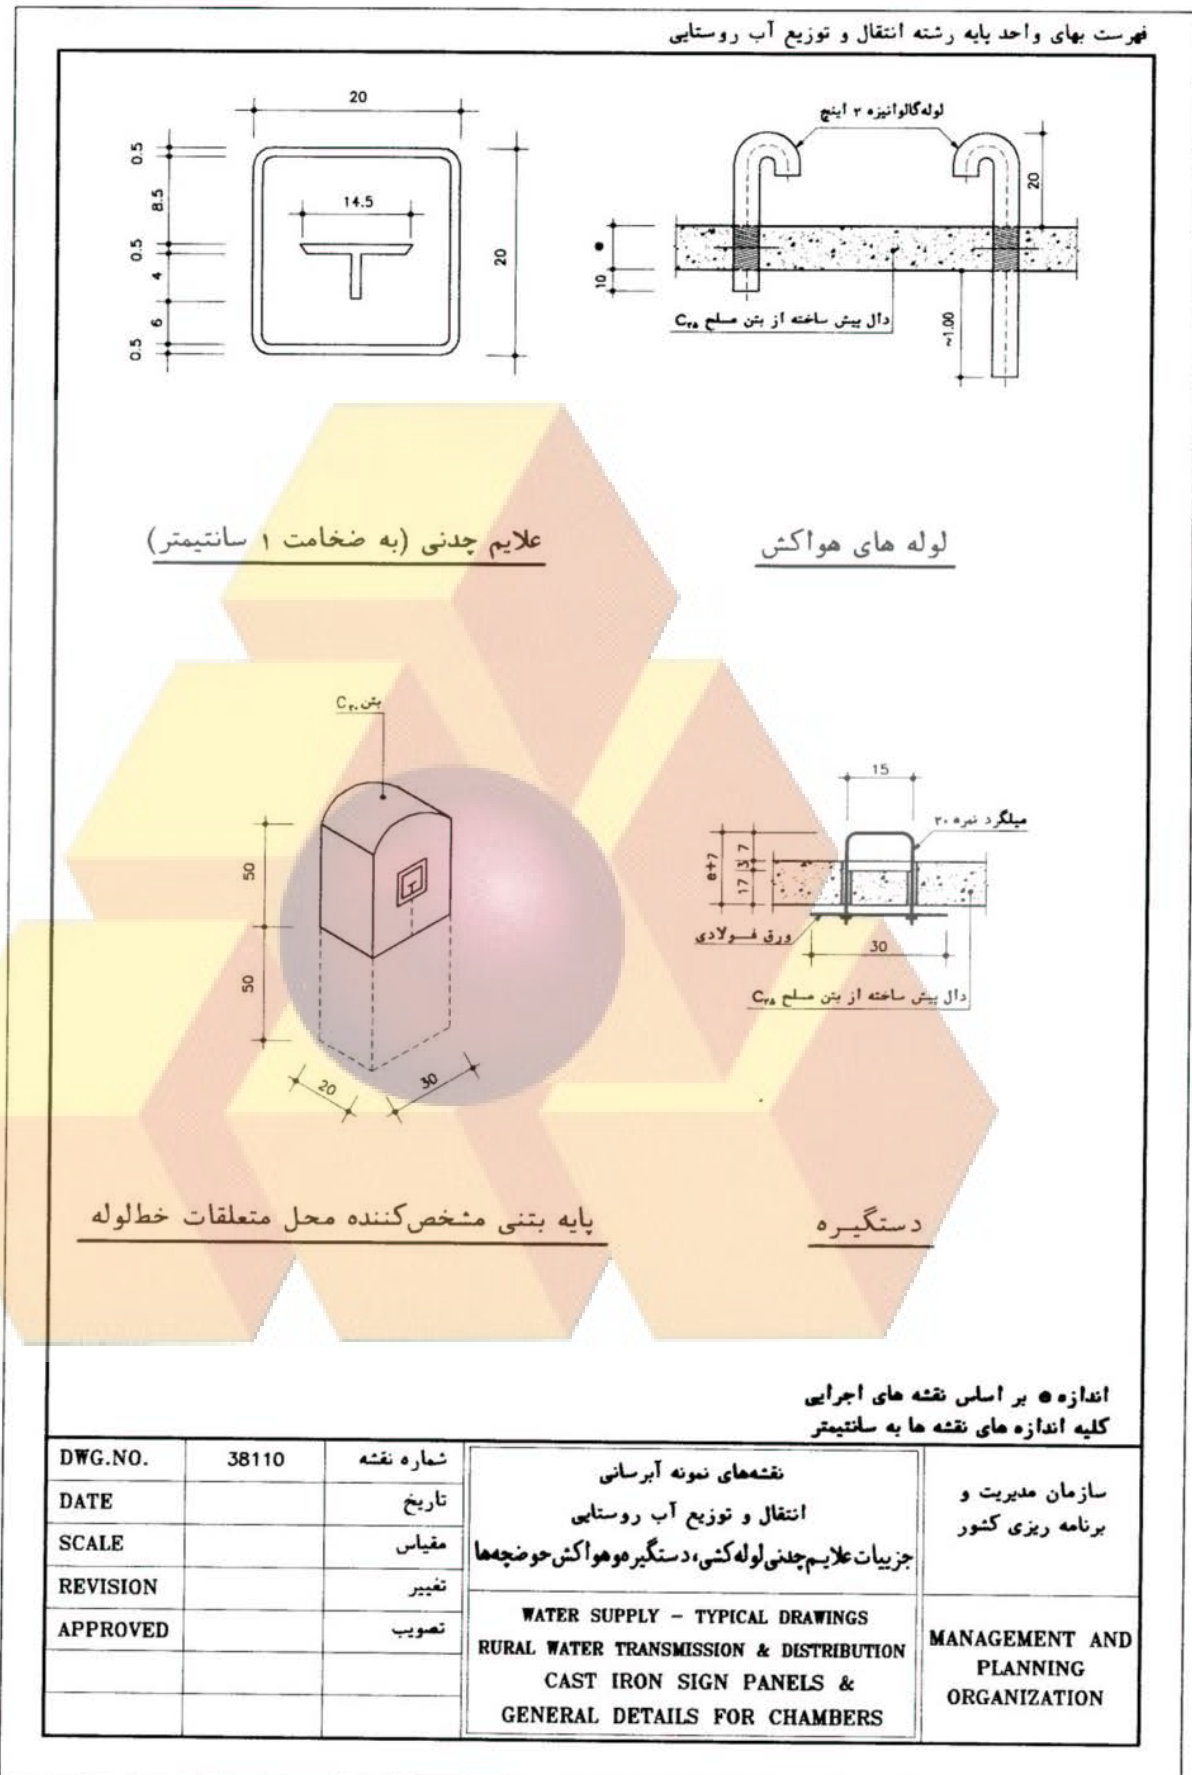 فهرست بهای واحد پایه رشته انتقال و توزیع آب روستایی
20
0.5
8.5
0.5
4
6
0.5
14.5
20
لوله گالوانیزه ۲ اینچ
20
e
10
~1.00
دال پیش ساخته از بتن مسلح C۲۵
علایم چدنی (به ضخامت ۱ سانتیمتر)
لوله های هواکش
بتن C۲۰
50
50
20
30
15
میلگرد نمره ۲۰
e+7
7
3
17
ورق فولادی
30
دال پیش ساخته از بتن مسلح C۲۵
پایه بتنی مشخص‌کننده محل متعلقات خط‌لوله
دستگیره
اندازه e بر اساس نقشه های اجرایی
کلیه اندازه های نقشه ها به سانتیمتر
DWG.NO. 38110 شماره نقشه
DATE تاریخ
SCALE مقیاس
REVISION تغییر
APPROVED تصویب
نقشه‌های نمونه آبرسانی
انتقال و توزیع آب روستایی
جزییات علایم چدنی لوله‌کشی، دستگیره و هواکش حوضچه‌ها
WATER SUPPLY – TYPICAL DRAWINGS
RURAL WATER TRANSMISSION & DISTRIBUTION
CAST IRON SIGN PANELS &
GENERAL DETAILS FOR CHAMBERS
سازمان مدیریت و
برنامه ریزی کشور
MANAGEMENT AND
PLANNING
ORGANIZATION